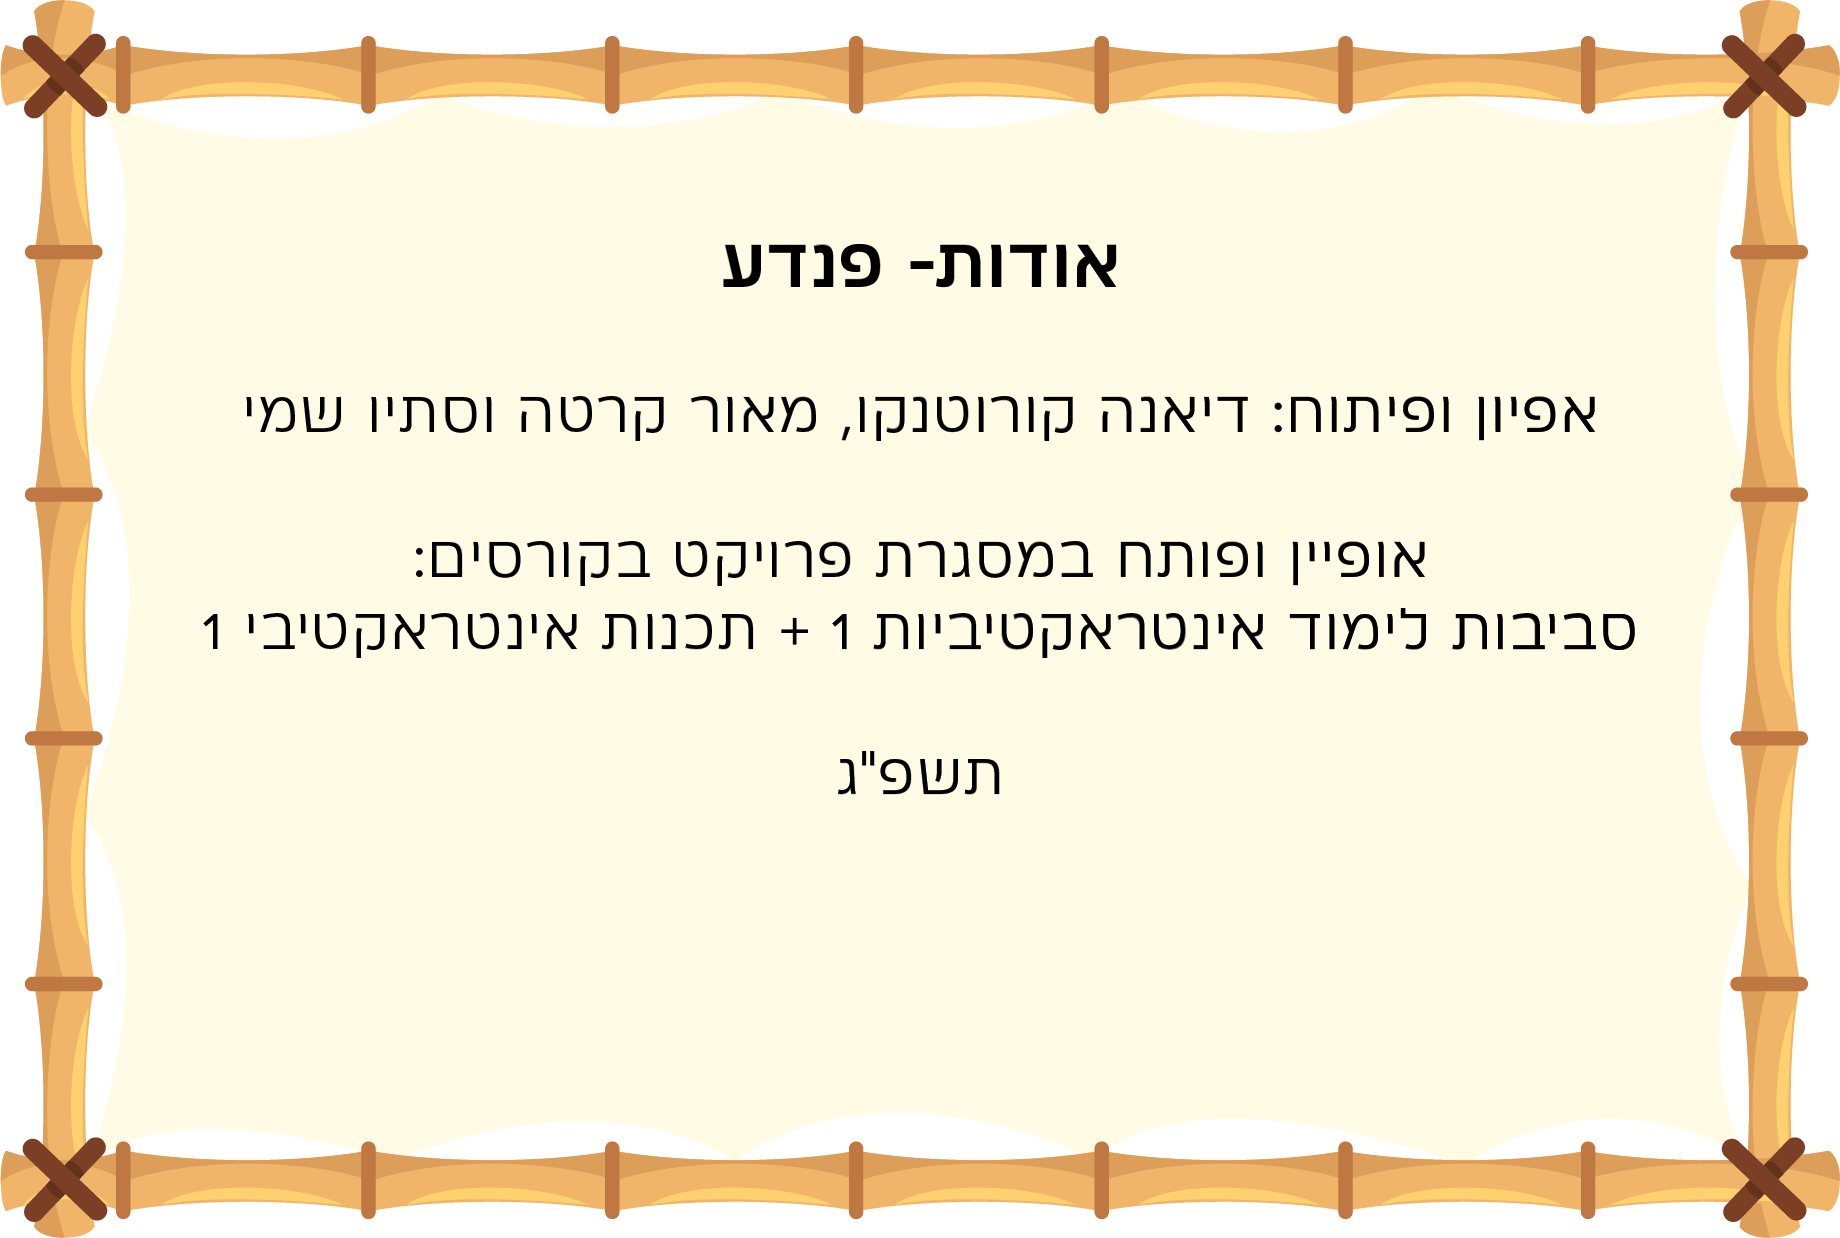 אודות- פנדע
אפיון ופיתוח: דיאנה קורוטנקו, מאור קרטה וסתיו שמי
אופיין ופותח במסגרת פרויקט בקורסים:
סביבות לימוד אינטראקטיביות 1 + תכנות אינטראקטיבי 1
תשפ"ג